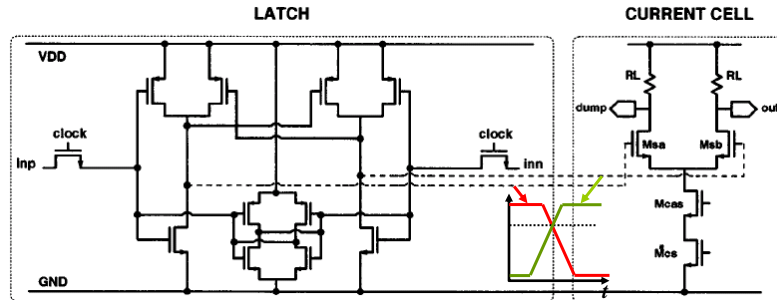 LATCH
CURRENT CELL
VDD
RL
RL
dump
out
clock
clock
Inp
inn
Msa
Msb
Mcas
Mcs
GND
t